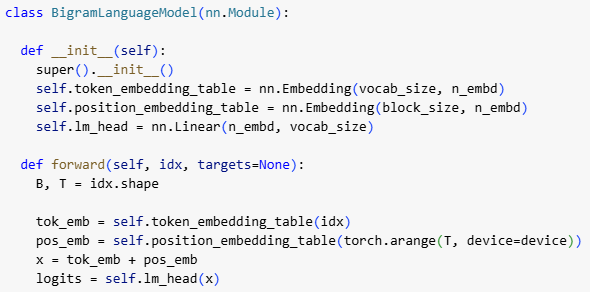 class BigramLanguageModel(nn.Module):
def __init__(self):
super().__init__()
self.token_embedding_table = nn.Embedding(vocab_size, n_embd)
self.position_embedding_table = nn.Embedding(block_size, n_embd)
self.lm_head = nn.Linear(n_embd, vocab_size)
def forward(self, idx, targets=None):
B, T = idx.shape
tok_emb = self.token_embedding_table(idx)
pos_emb = self.position_embedding_table(torch.arange(T, device=device))
x = tok_emb + pos_emb
logits = self.lm_head(x)